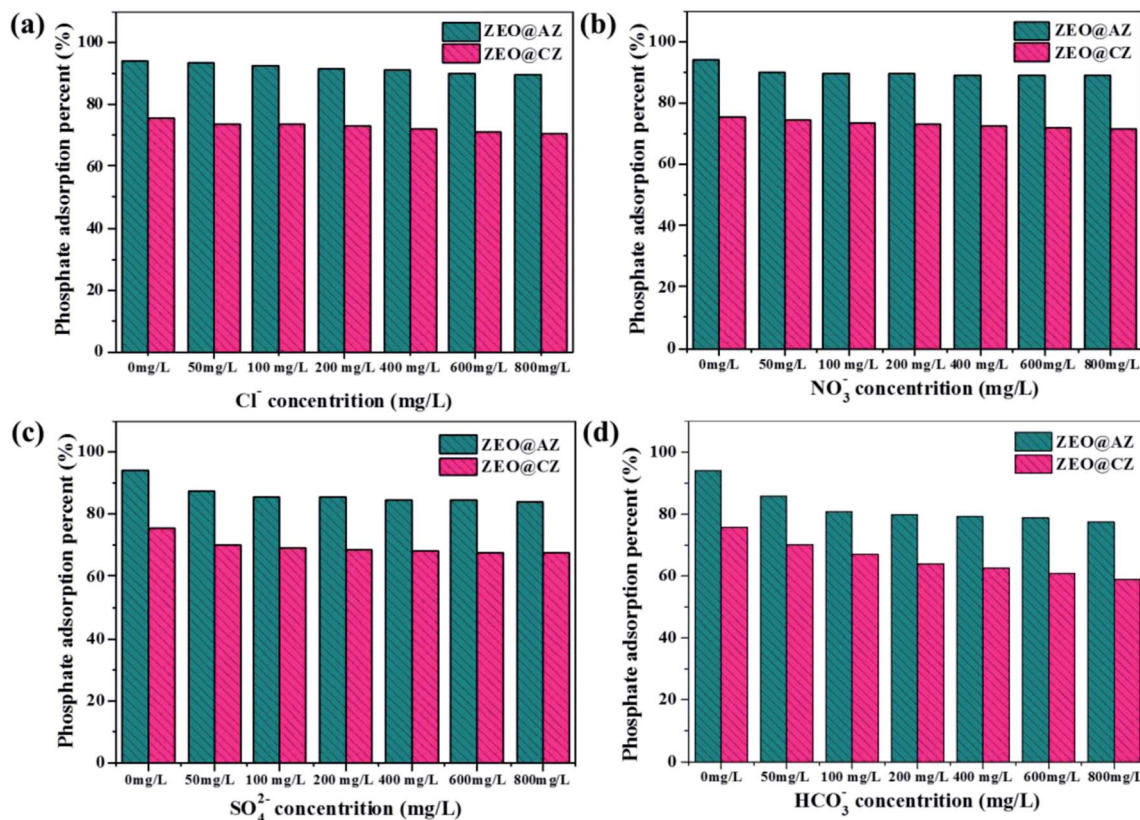 (a)
ZEO@AZ
ZEO@CZ
Phosphate adsorption percent (%)
100
80
60
40
20
0
0mg/L 50mg/L 100 mg/L 200 mg/L 400 mg/L 600mg/L 800mg/L
Cl⁻ concentrition (mg/L)
(b)
ZEO@AZ
ZEO@CZ
Phosphate adsorption percent (%)
100
80
60
40
20
0
0mg/L 50mg/L 100 mg/L 200 mg/L 400 mg/L 600mg/L 800mg/L
NO₃⁻ concentrition (mg/L)
(c)
ZEO@AZ
ZEO@CZ
Phosphate adsorption percent (%)
100
80
60
40
20
0
0mg/L 50mg/L 100 mg/L 200 mg/L 400 mg/L 600mg/L 800mg/L
SO₄²⁻ concentrition (mg/L)
(d)
ZEO@AZ
ZEO@CZ
Phosphate adsorption percent (%)
100
80
60
40
20
0
0mg/L 50mg/L 100 mg/L 200 mg/L 400 mg/L 600mg/L 800mg/L
HCO₃⁻ concentrition (mg/L)